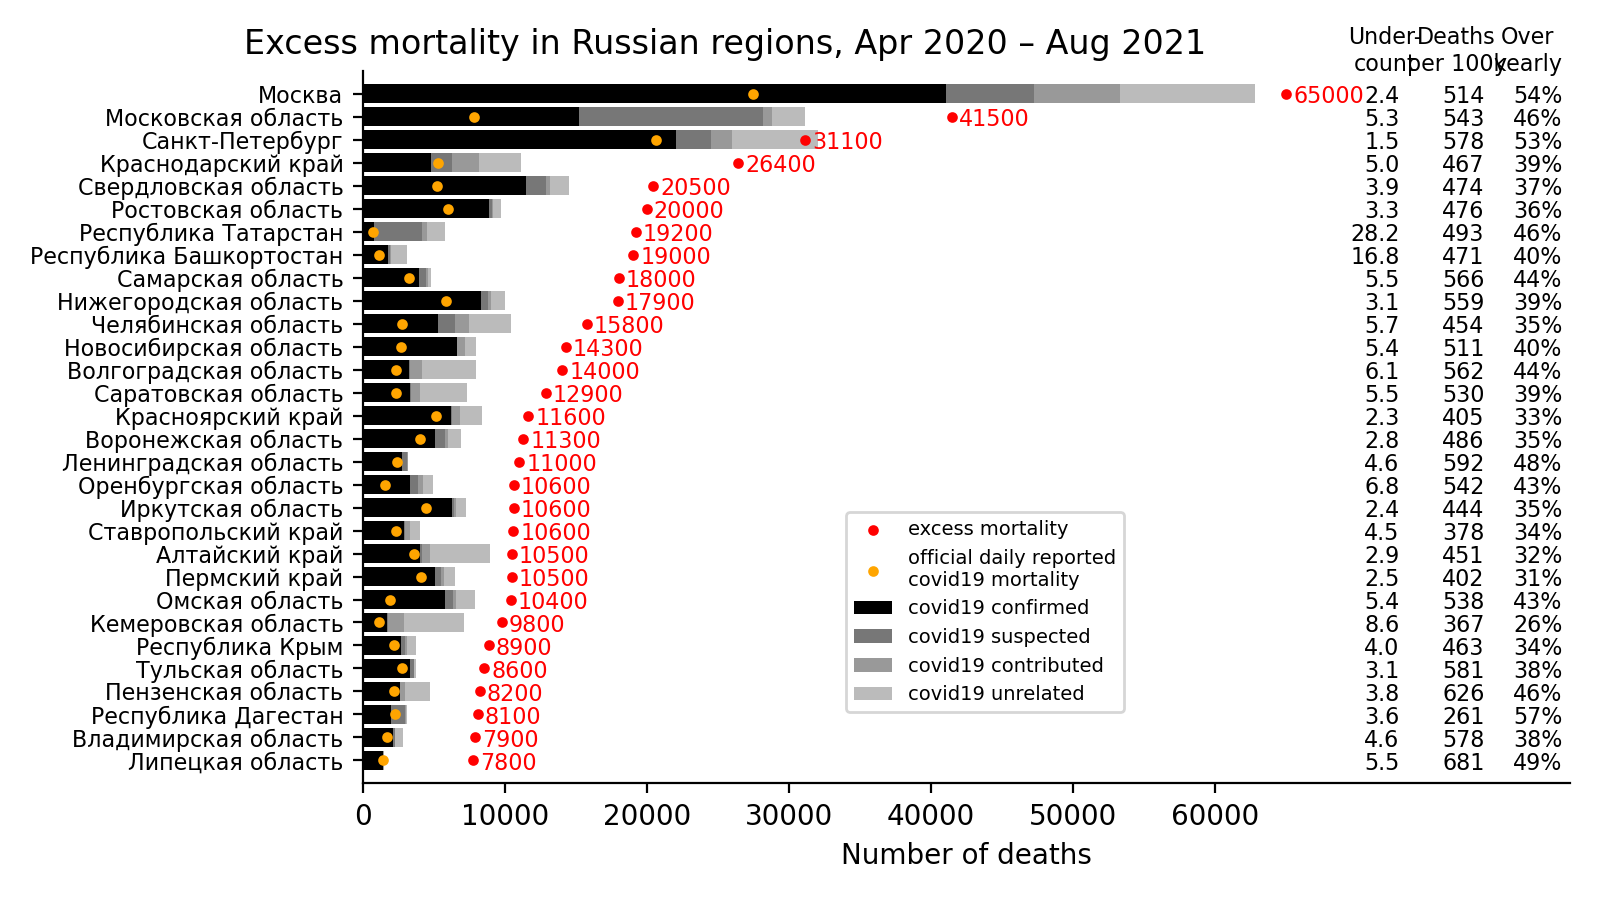 Excess mortality in Russian regions, Apr 2020 – Aug 2021
Under- Deaths Over
count per 100k yearly
Москва 65000 2.4 514 54%
Московская область 41500 5.3 543 46%
Санкт-Петербург 31100 1.5 578 53%
Краснодарский край 26400 5.0 467 39%
Свердловская область 20500 3.9 474 37%
Ростовская область 20000 3.3 476 36%
Республика Татарстан 19200 28.2 493 46%
Республика Башкортостан 19000 16.8 471 40%
Самарская область 18000 5.5 566 44%
Нижегородская область 17900 3.1 559 39%
Челябинская область 15800 5.7 454 35%
Новосибирская область 14300 5.4 511 40%
Волгоградская область 14000 6.1 562 44%
Саратовская область 12900 5.5 530 39%
Красноярский край 11600 2.3 405 33%
Воронежская область 11300 2.8 486 35%
Ленинградская область 11000 4.6 592 48%
Оренбургская область 10600 6.8 542 43%
Иркутская область 10600 2.4 444 35%
Ставропольский край 10600 4.5 378 34%
Алтайский край 10500 2.9 451 32%
Пермский край 10500 2.5 402 31%
Омская область 10400 5.4 538 43%
Кемеровская область 9800 8.6 367 26%
Республика Крым 8900 4.0 463 34%
Тульская область 8600 3.1 581 38%
Пензенская область 8200 3.8 626 46%
Республика Дагестан 8100 3.6 261 57%
Владимирская область 7900 4.6 578 38%
Липецкая область 7800 5.5 681 49%
excess mortality
official daily reported
covid19 mortality
covid19 confirmed
covid19 suspected
covid19 contributed
covid19 unrelated
0 10000 20000 30000 40000 50000 60000
Number of deaths